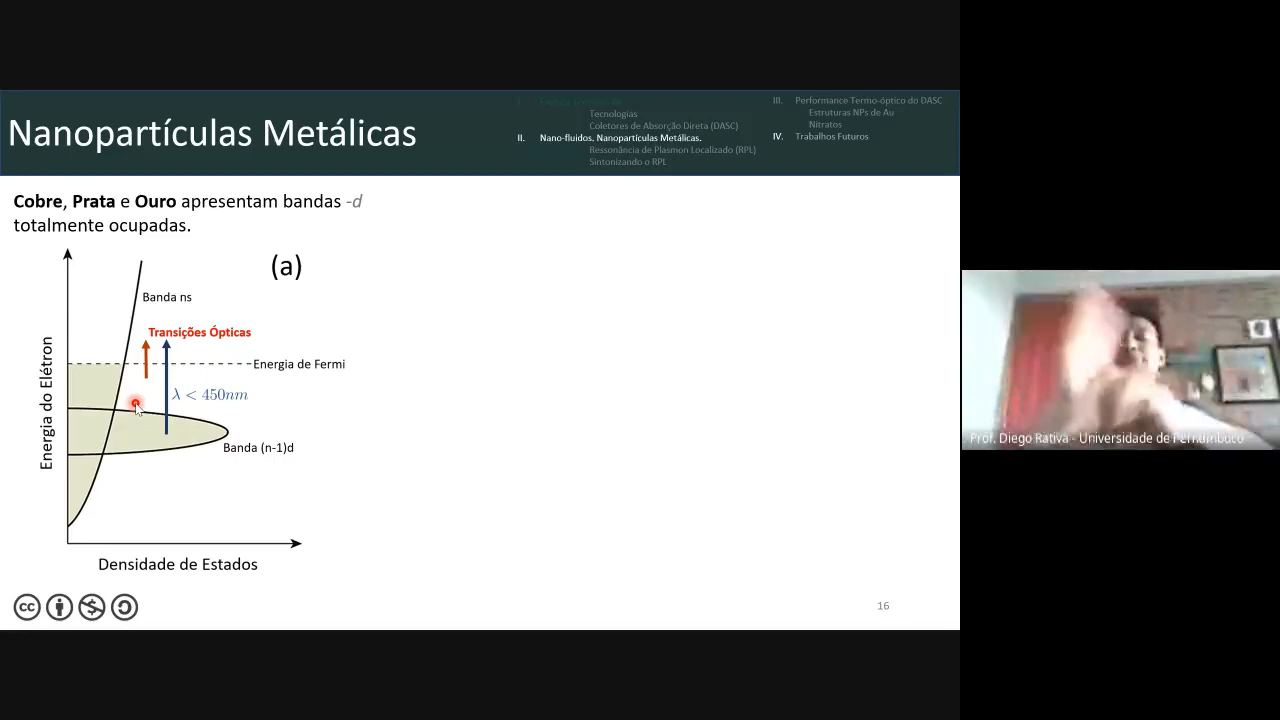 Nanopartículas Metálicas
Tecnologias
Coletores de Absorção Direta (DASC)
II. Nano-fluidos, Nanopartículas Metálicas.
Ressonância de Plasmon Localizado (RPL)
Sintonizando o RPL
III. Performance Termo-óptico do DASC
Estruturas NPs de Au
Nitratos
IV. Trabalhos Futuros
Cobre, Prata e Ouro apresentam bandas -d
totalmente ocupadas.
(a)
Banda ns
Transições Ópticas
Energia de Fermi
λ < 450nm
Banda (n-1)d
Energia do Elétron
Densidade de Estados
cc
16
Prof. Diego Rativa - Universidade de Pernambuco